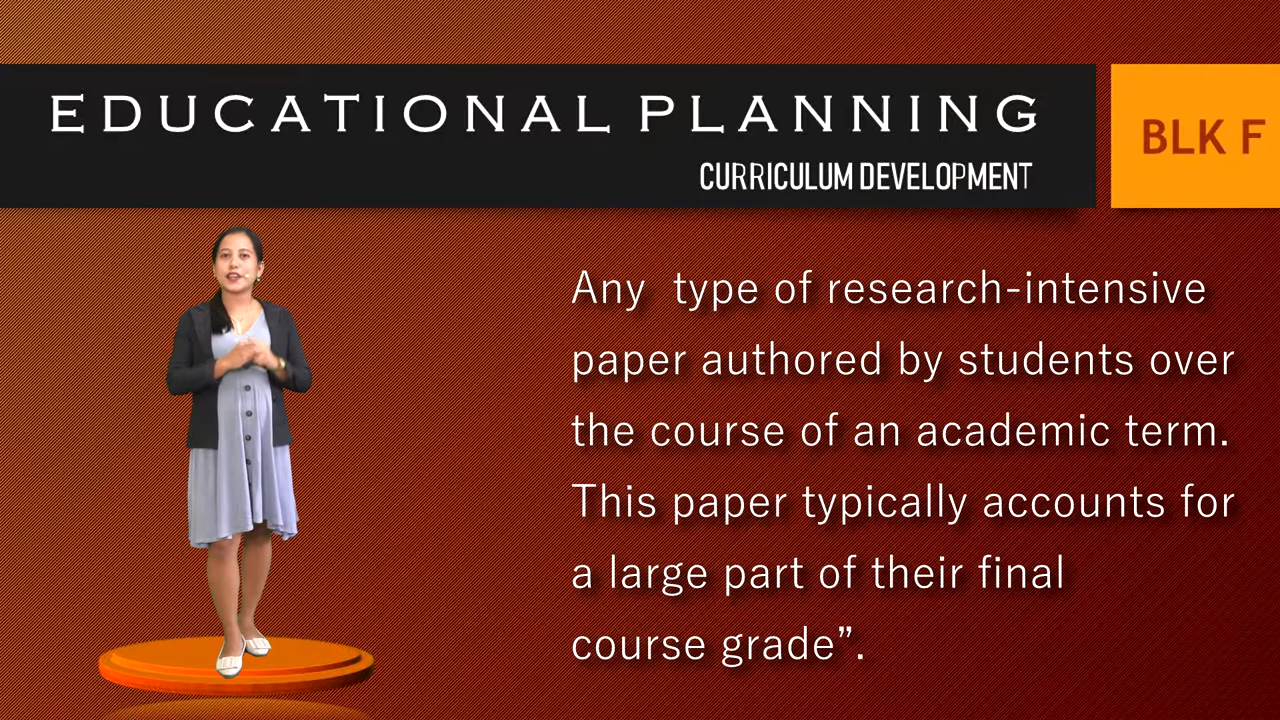 EDUCATIONAL PLANNING
CURRICULUM DEVELOPMENT
BLK F
Any type of research-intensive
paper authored by students over
the course of an academic term.
This paper typically accounts for
a large part of their final
course grade”.